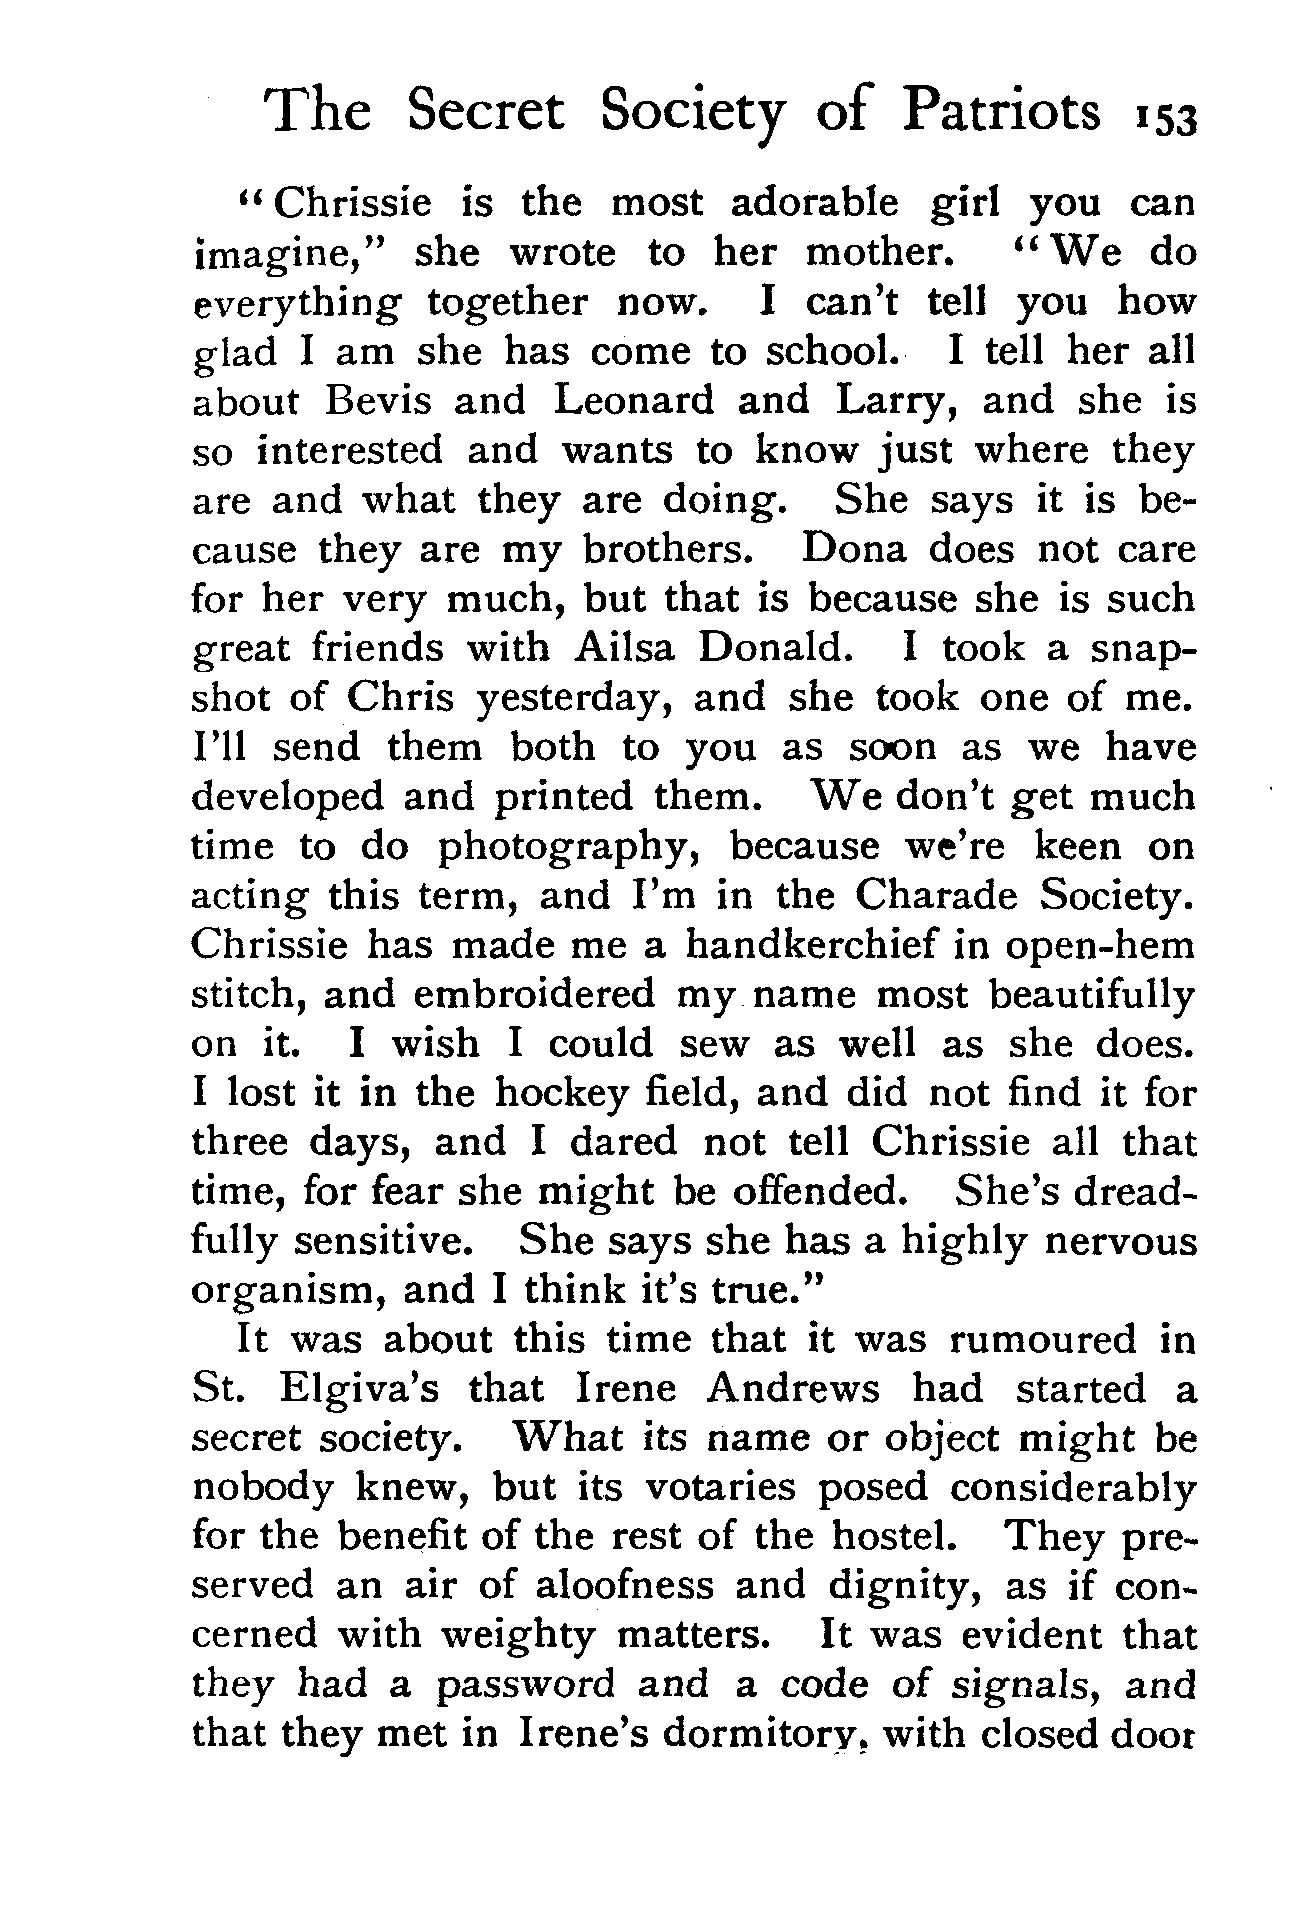 The Secret Society of Patriots 153
“Chrissie is the most adorable girl you can
imagine,” she wrote to her mother. “We do
everything together now. I can’t tell you how
glad I am she has come to school. I tell her all
about Bevis and Leonard and Larry, and she is
so interested and wants to know just where they
are and what they are doing. She says it is be-
cause they are my brothers. Dona does not care
for her very much, but that is because she is such
great friends with Ailsa Donald. I took a snap-
shot of Chris yesterday, and she took one of me.
I’ll send them both to you as soon as we have
developed and printed them. We don’t get much
time to do photography, because we’re keen on
acting this term, and I’m in the Charade Society.
Chrissie has made me a handkerchief in open-hem
stitch, and embroidered my name most beautifully
on it. I wish I could sew as well as she does.
I lost it in the hockey field, and did not find it for
three days, and I dared not tell Chrissie all that
time, for fear she might be offended. She’s dread-
fully sensitive. She says she has a highly nervous
organism, and I think it’s true.”
It was about this time that it was rumoured in
St. Elgiva’s that Irene Andrews had started a
secret society. What its name or object might be
nobody knew, but its votaries posed considerably
for the benefit of the rest of the hostel. They pre-
served an air of aloofness and dignity, as if con-
cerned with weighty matters. It was evident that
they had a password and a code of signals, and
that they met in Irene’s dormitory, with closed door